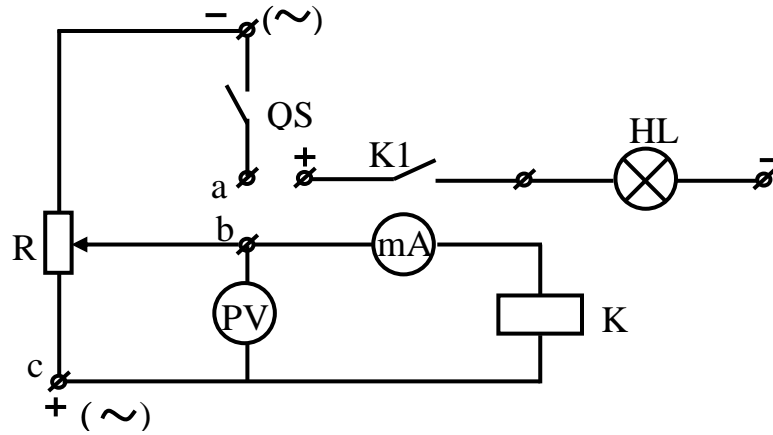 − (∼)
QS
HL
+ K1 −
a
b
R mA
PV K
c
+ (∼)